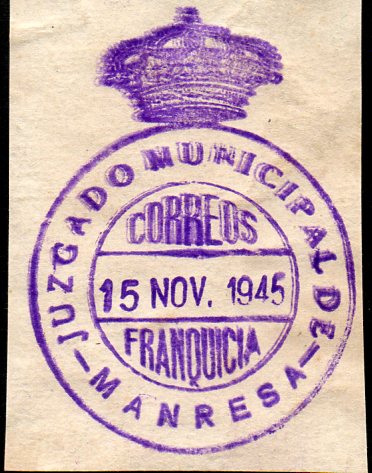 JUZGADO MUNICIPAL DE
CORREOS
15 NOV. 1945
FRANQUICIA
—MANRESA—